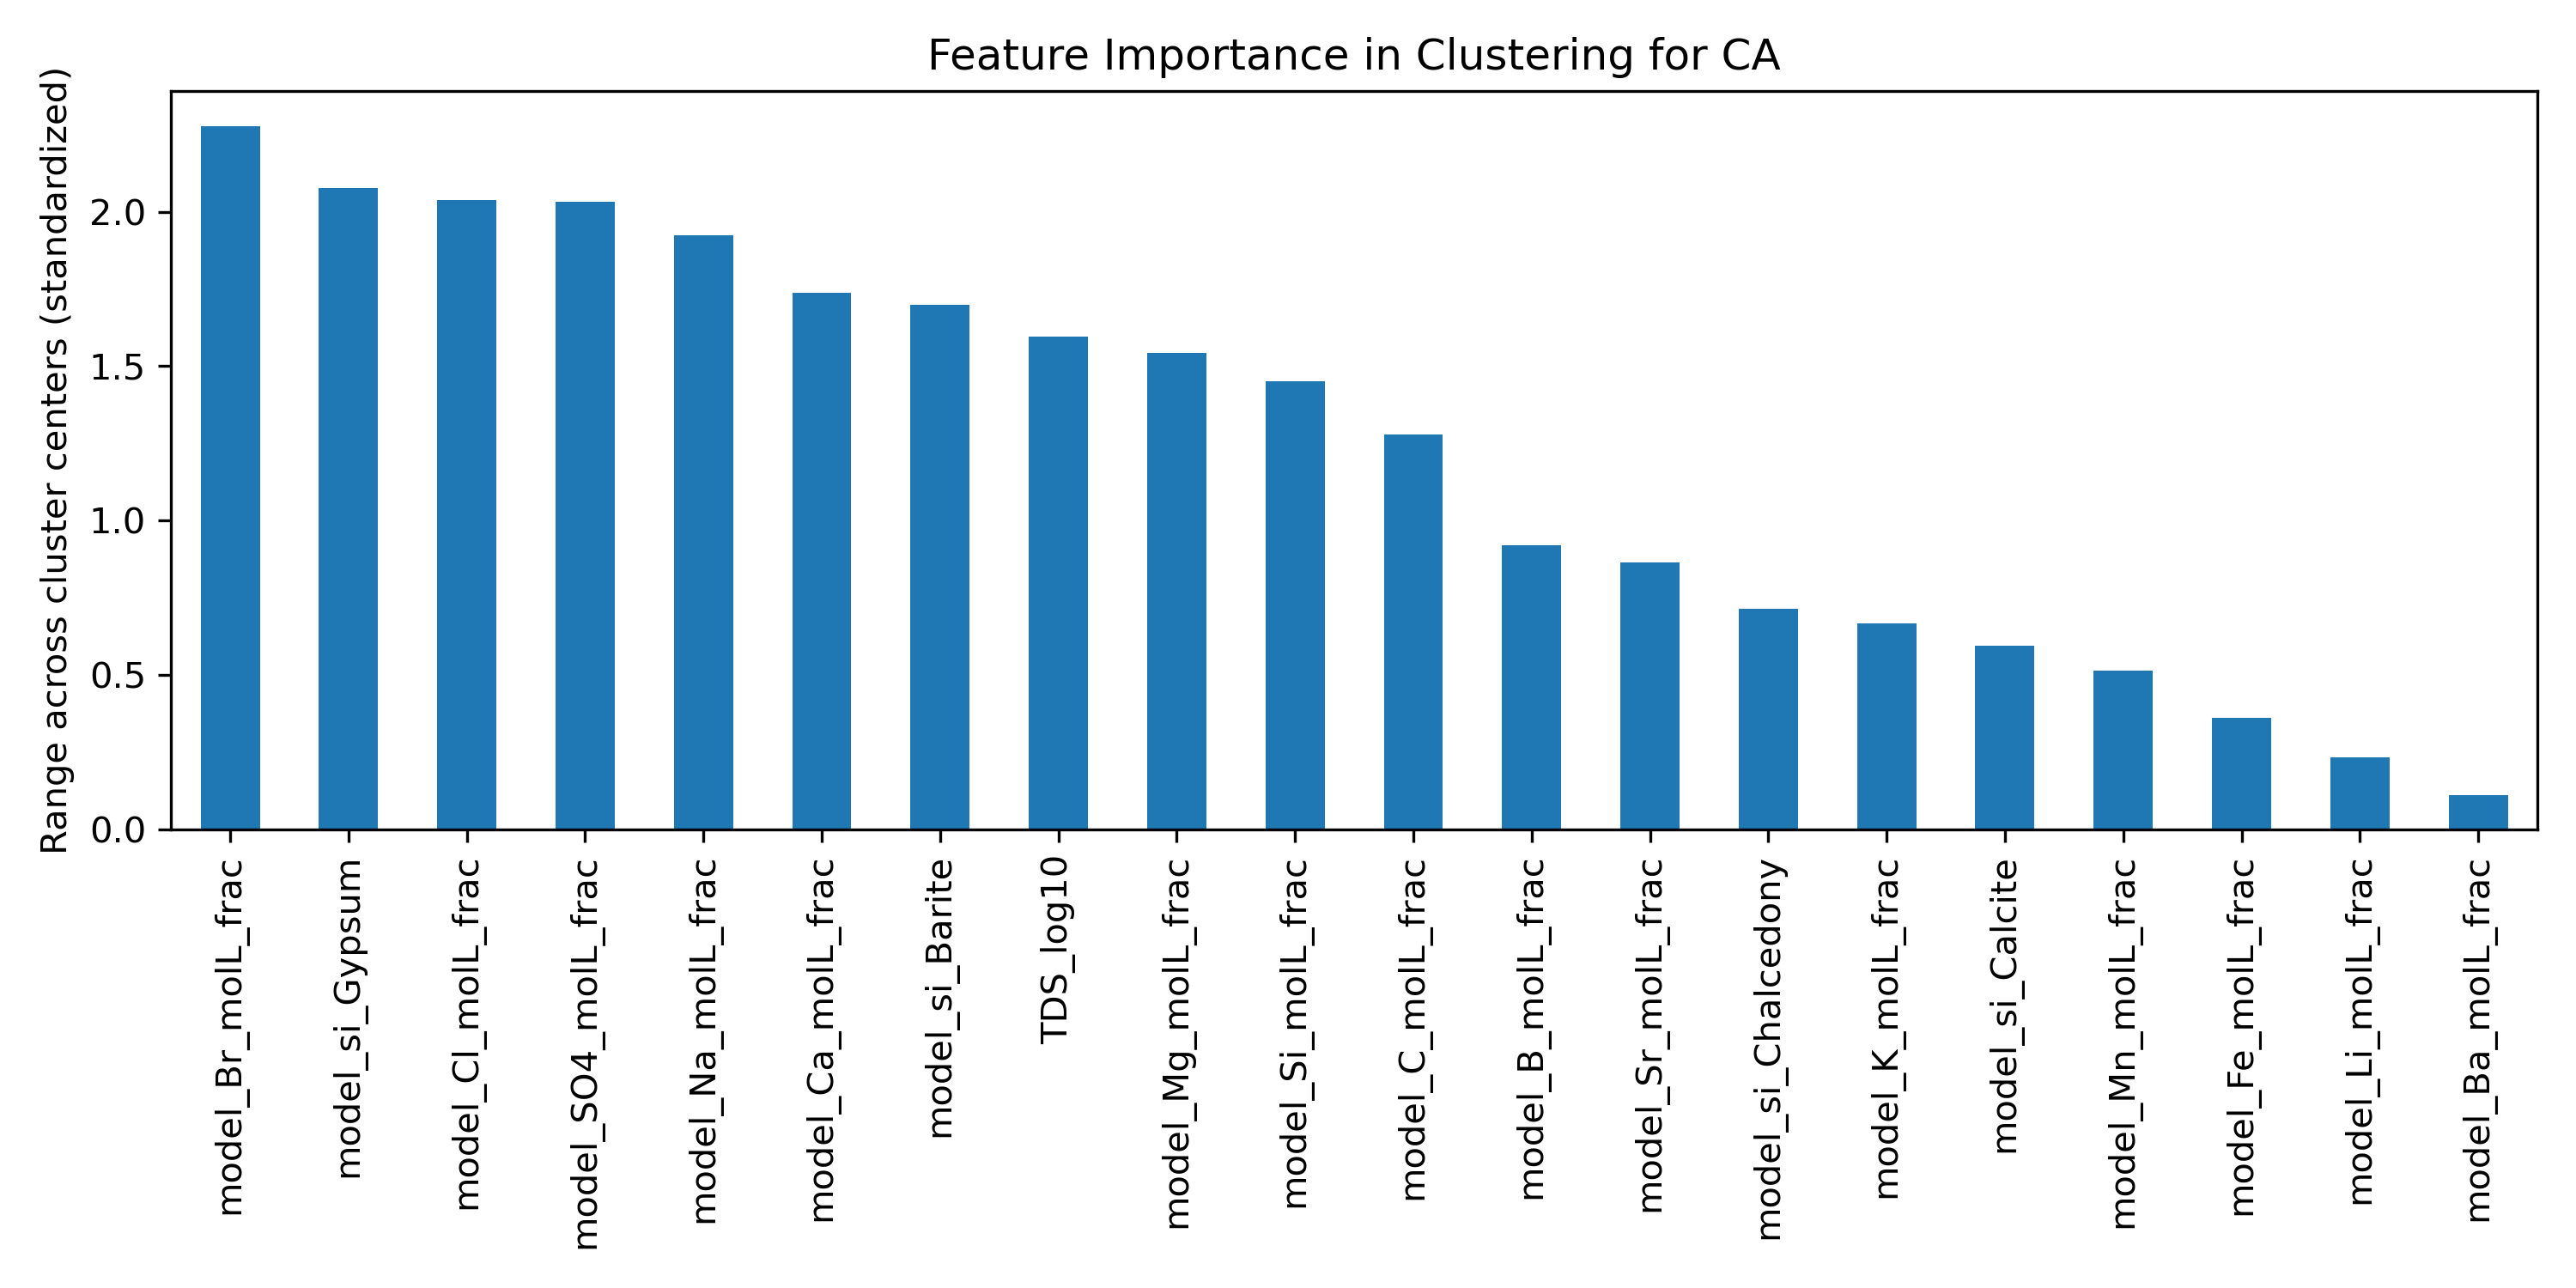 Feature Importance in Clustering for CA
Range across cluster centers (standardized)
2.0
1.5
1.0
0.5
0.0
model_Br_molL_frac
model_si_Gypsum
model_Cl_molL_frac
model_SO4_molL_frac
model_Na_molL_frac
model_Ca_molL_frac
model_si_Barite
TDS_log10
model_Mg_molL_frac
model_Si_molL_frac
model_C_molL_frac
model_B_molL_frac
model_Sr_molL_frac
model_si_Chalcedony
model_K_molL_frac
model_si_Calcite
model_Mn_molL_frac
model_Fe_molL_frac
model_Li_molL_frac
model_Ba_molL_frac